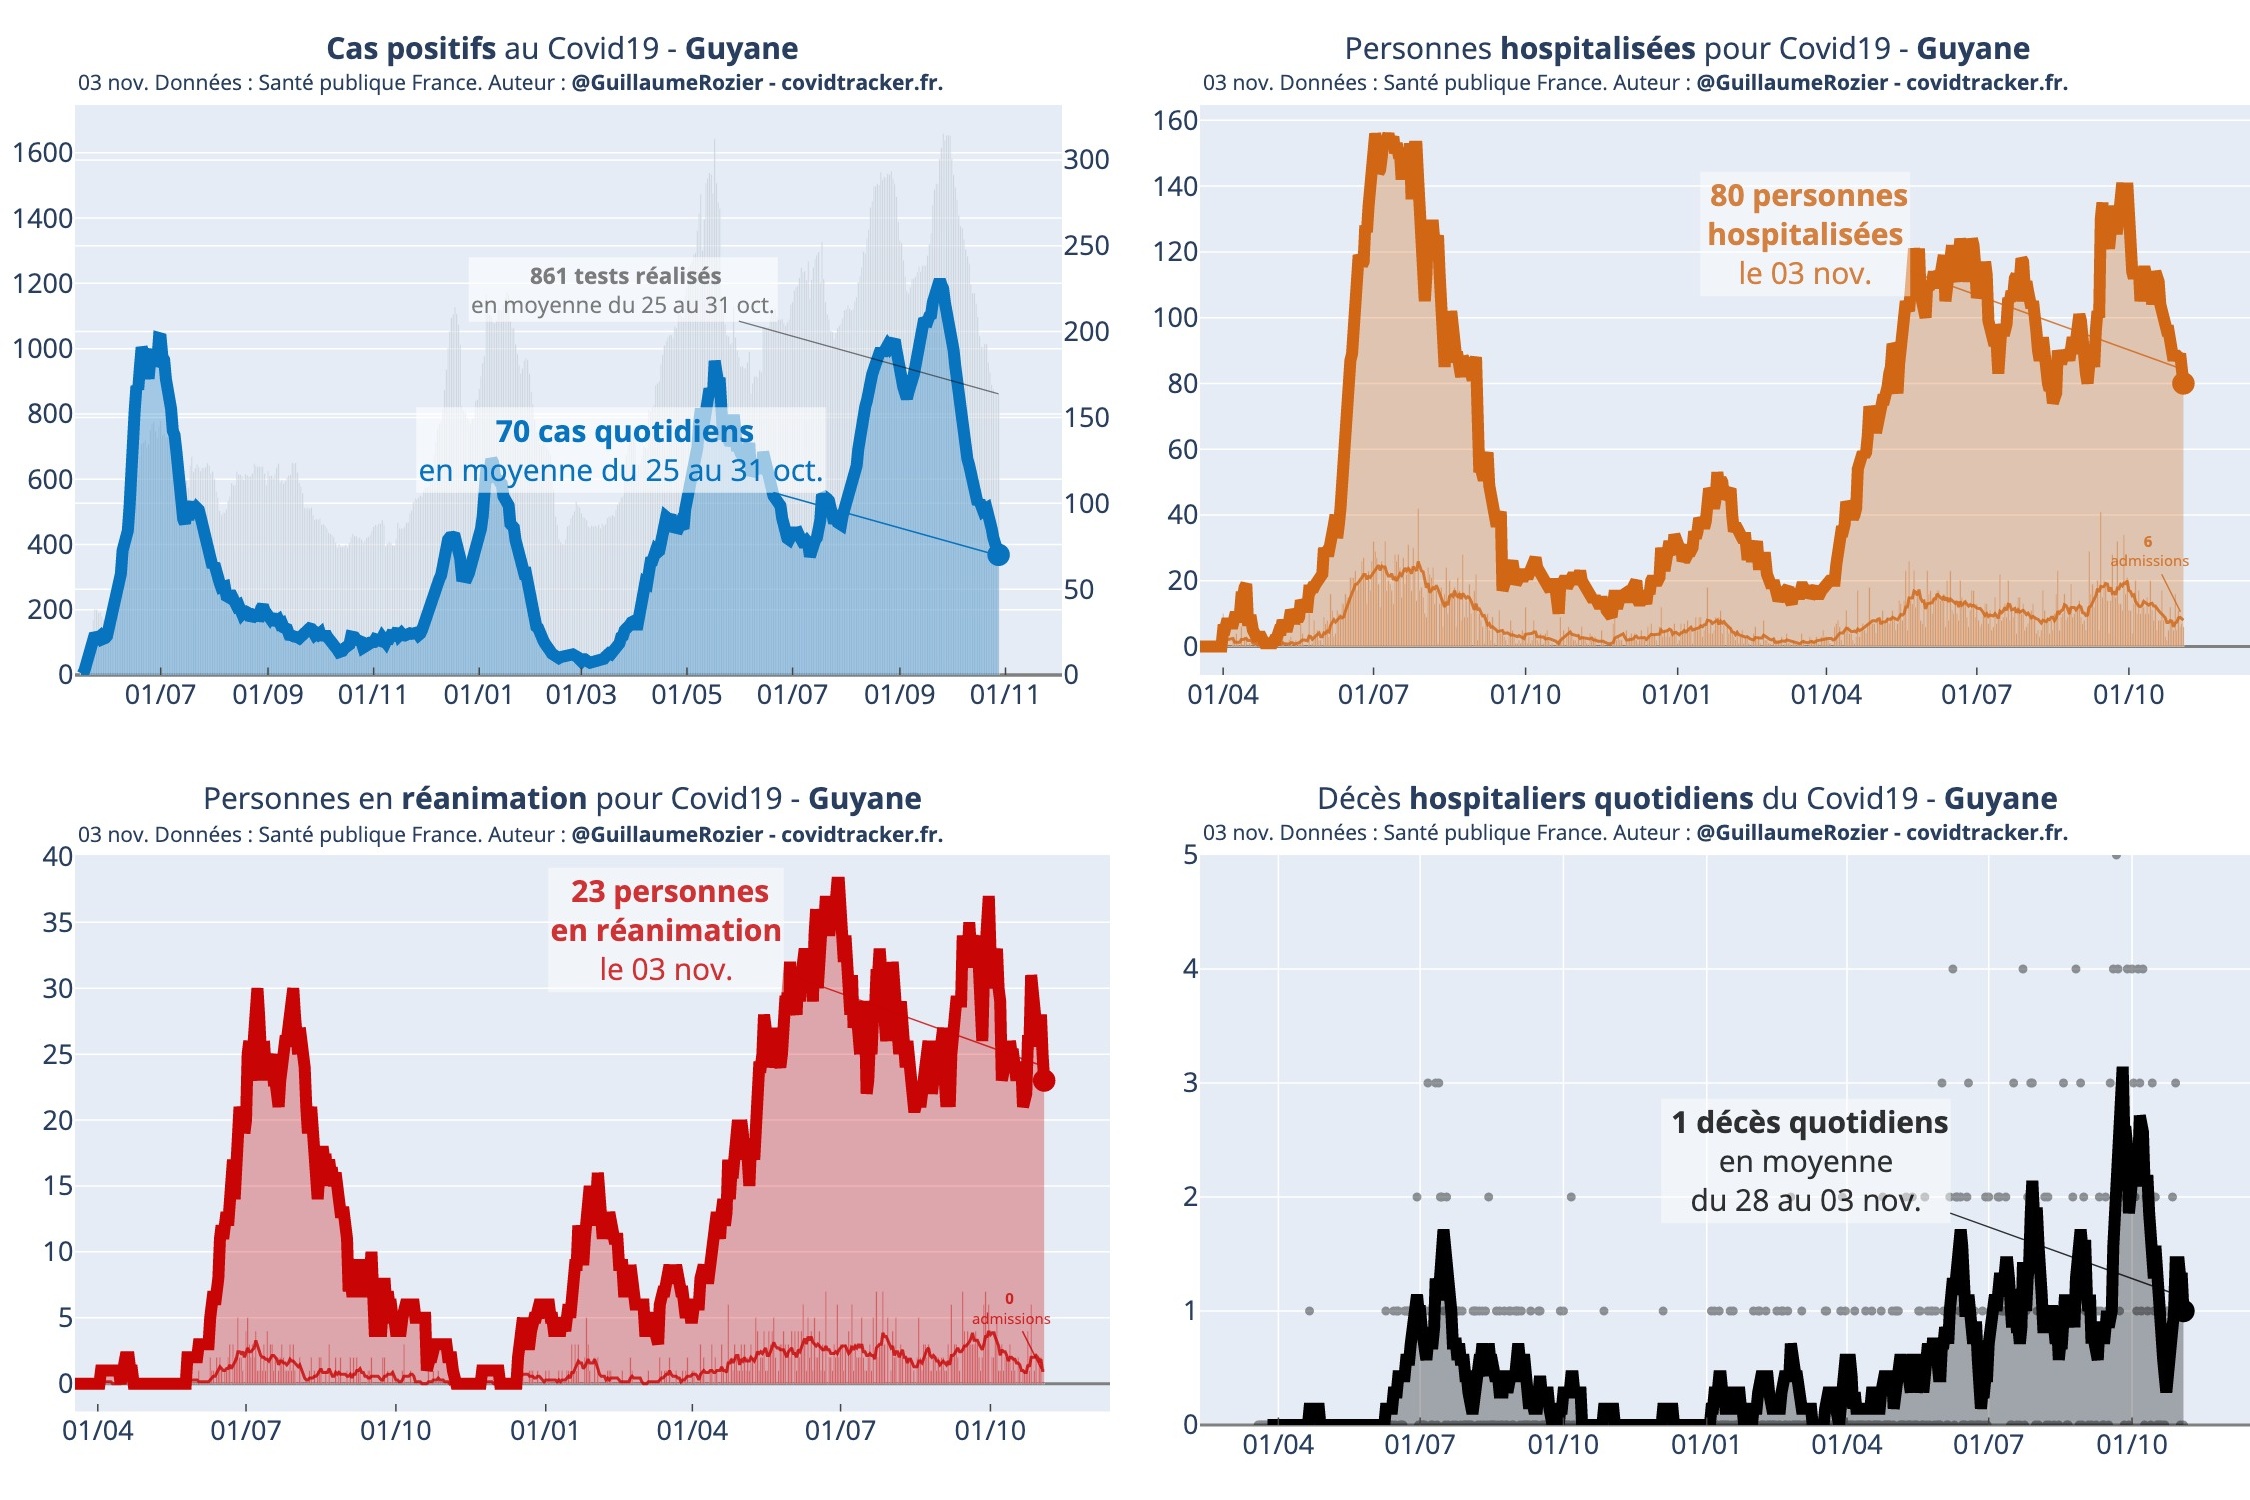 Cas positifs au Covid19 - Guyane
03 nov. Données : Santé publique France. Auteur : @GuillaumeRozier - covidtracker.fr.
1600
1400
1200
1000
800
600
400
200
0
300
250
200
150
100
50
0
861 tests réalisés
en moyenne du 25 au 31 oct.
70 cas quotidiens
en moyenne du 25 au 31 oct.
01/07 01/09 01/11 01/01 01/03 01/05 01/07 01/09 01/11
Personnes hospitalisées pour Covid19 - Guyane
03 nov. Données : Santé publique France. Auteur : @GuillaumeRozier - covidtracker.fr.
160
140
120
100
80
60
40
20
0
80 personnes
hospitalisées
le 03 nov.
6
admissions
01/04 01/07 01/10 01/01 01/04 01/07 01/10
Personnes en réanimation pour Covid19 - Guyane
03 nov. Données : Santé publique France. Auteur : @GuillaumeRozier - covidtracker.fr.
40
35
30
25
20
15
10
5
0
23 personnes
en réanimation
le 03 nov.
0
admissions
01/04 01/07 01/10 01/01 01/04 01/07 01/10
Décès hospitaliers quotidiens du Covid19 - Guyane
03 nov. Données : Santé publique France. Auteur : @GuillaumeRozier - covidtracker.fr.
5
4
3
2
1
0
1 décès quotidiens
en moyenne
du 28 au 03 nov.
01/04 01/07 01/10 01/01 01/04 01/07 01/10